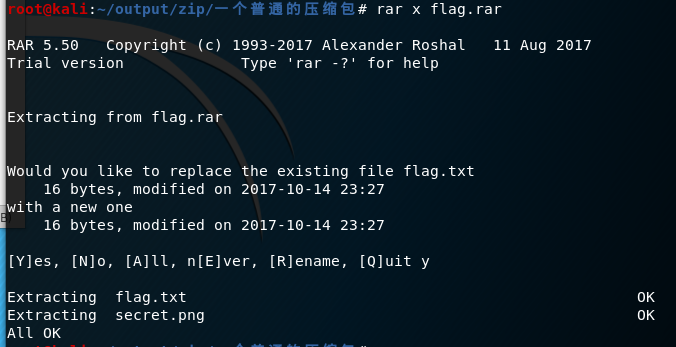 root@kali:~/output/zip/一个普通的压缩包# rar x flag.rar
RAR 5.50   Copyright (c) 1993-2017 Alexander Roshal   11 Aug 2017
Trial version             Type 'rar -?' for help
Extracting from flag.rar
Would you like to replace the existing file flag.txt
    16 bytes, modified on 2017-10-14 23:27
with a new one
    16 bytes, modified on 2017-10-14 23:27
[Y]es, [N]o, [A]ll, n[E]ver, [R]ename, [Q]uit y
Extracting  flag.txt                                                  OK
Extracting  secret.png                                                OK
All OK